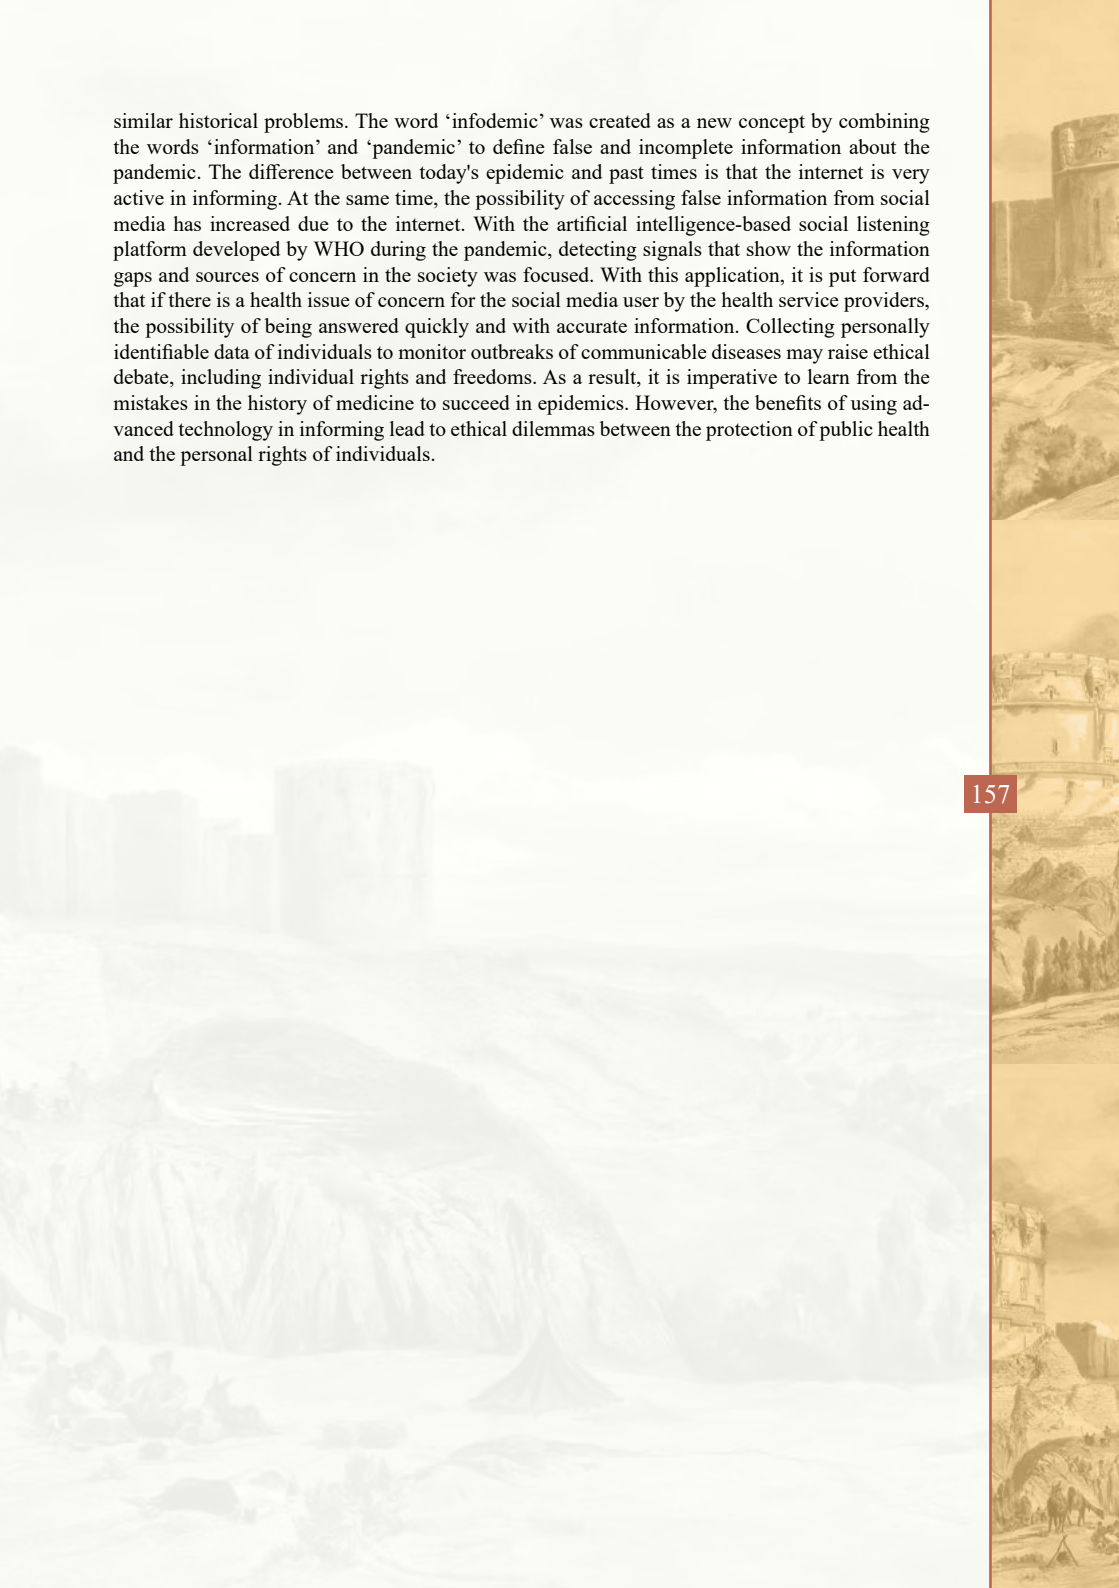 similar historical problems. The word ‘infodemic’ was created as a new concept by combining
the words ‘information’ and ‘pandemic’ to define false and incomplete information about the
pandemic. The difference between today's epidemic and past times is that the internet is very
active in informing. At the same time, the possibility of accessing false information from social
media has increased due to the internet. With the artificial intelligence-based social listening
platform developed by WHO during the pandemic, detecting signals that show the information
gaps and sources of concern in the society was focused. With this application, it is put forward
that if there is a health issue of concern for the social media user by the health service providers,
the possibility of being answered quickly and with accurate information. Collecting personally
identifiable data of individuals to monitor outbreaks of communicable diseases may raise ethical
debate, including individual rights and freedoms. As a result, it is imperative to learn from the
mistakes in the history of medicine to succeed in epidemics. However, the benefits of using ad-
vanced technology in informing lead to ethical dilemmas between the protection of public health
and the personal rights of individuals.
157